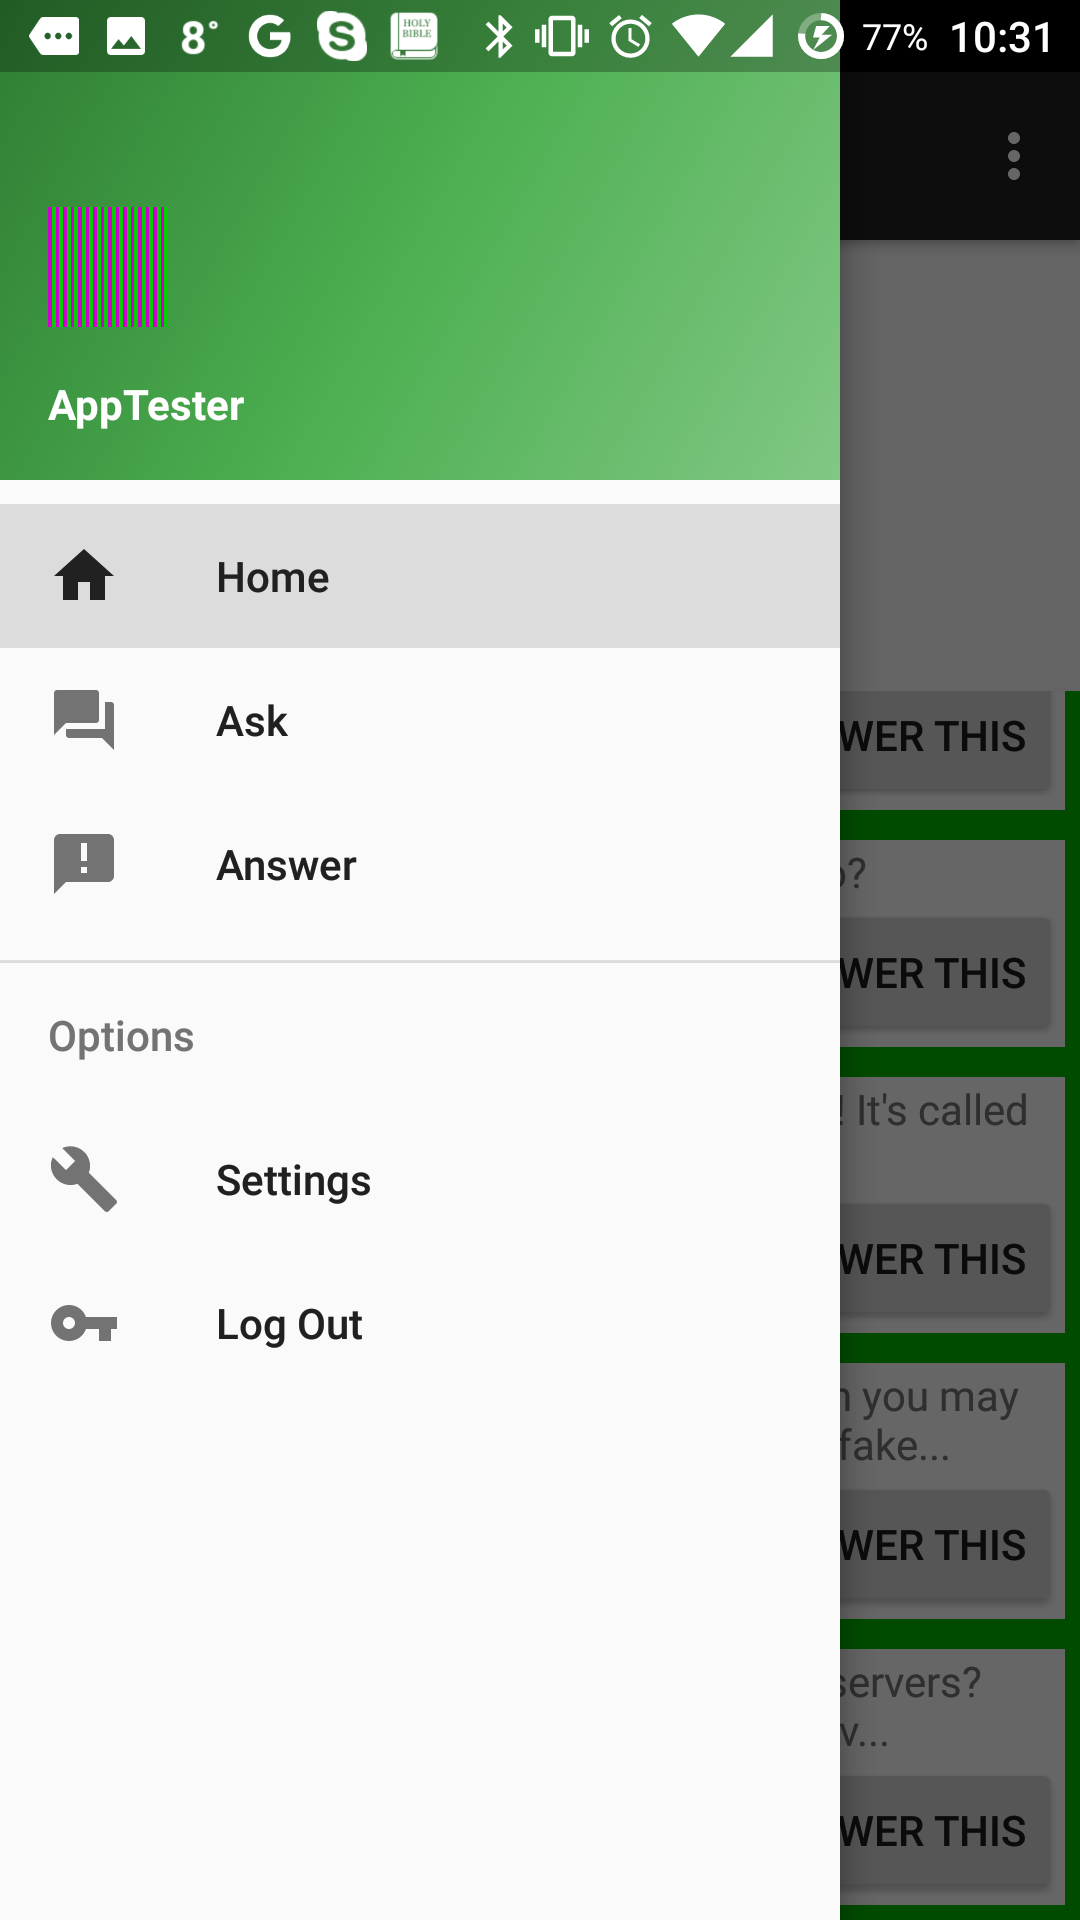 8° G S HOLY BIBLE 77% 10:31
AppTester
Home
Ask
WER THIS
Answer
?
WER THIS
Options
! It's called
Settings
WER THIS
Log Out
you may
fake...
WER THIS
servers?
v...
WER THIS